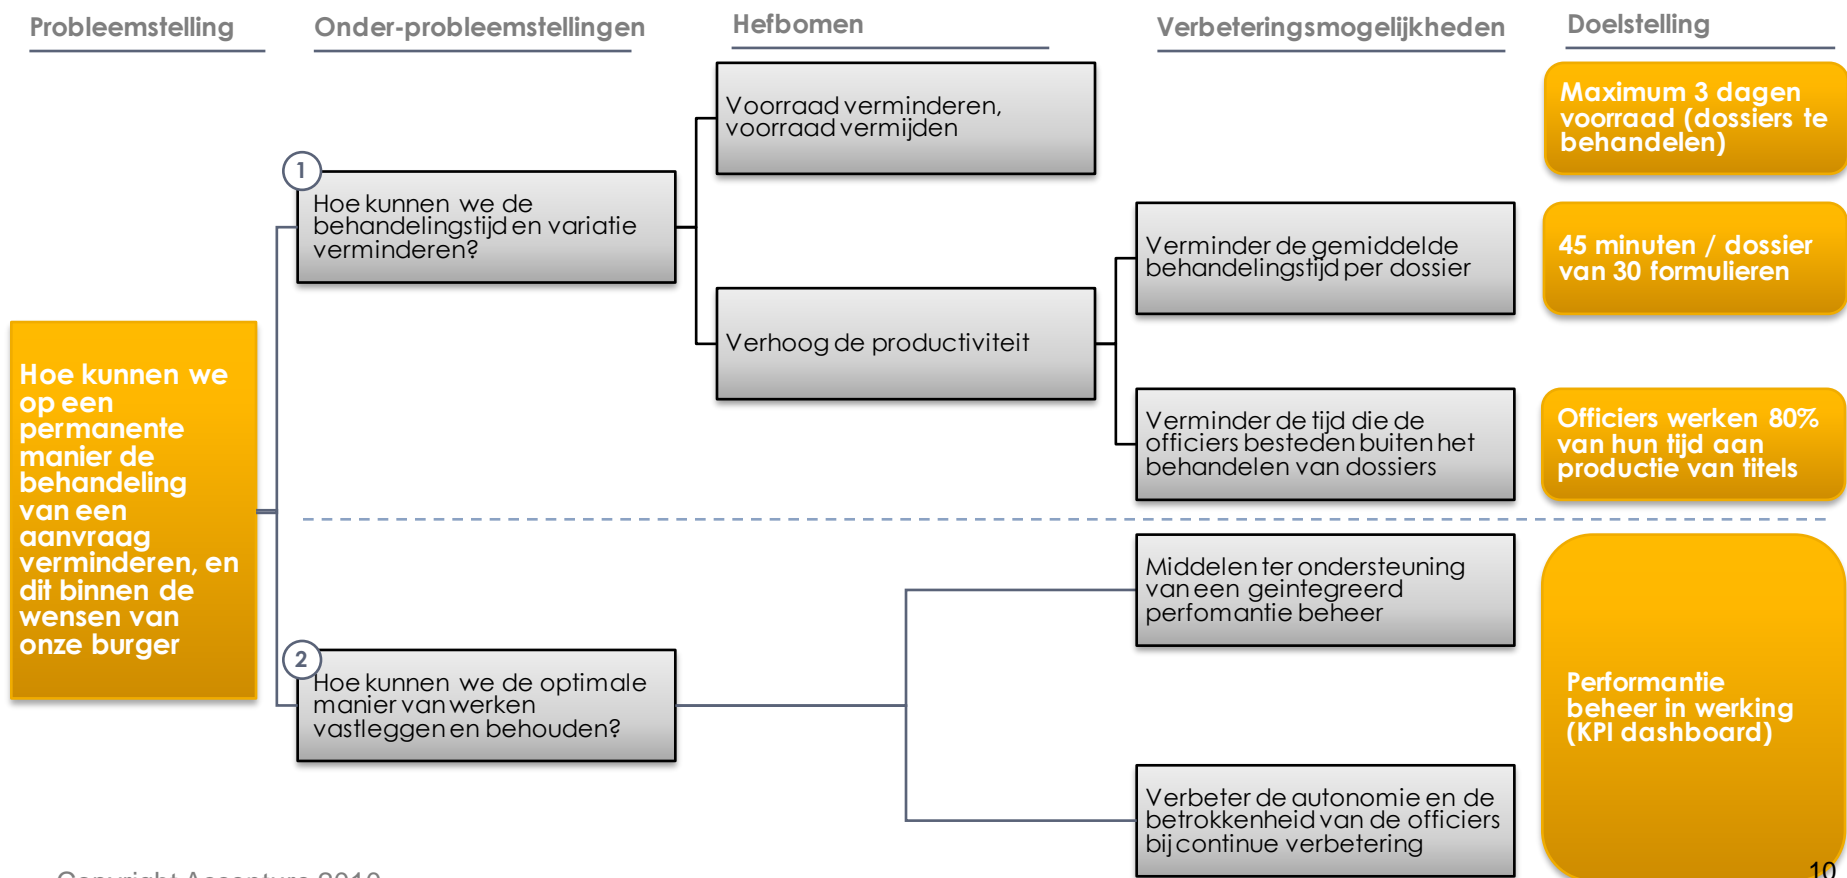 Probleemstelling
Onder-probleemstellingen
Hefbomen
Verbeteringsmogelijkheden
Doelstelling
Hoe kunnen we
op een
permanente
manier de
behandeling
van een
aanvraag
verminderen, en
dit binnen de
wensen van
onze burger
1
Hoe kunnen we de
behandelingstijd en variatie
verminderen?
Voorraad verminderen,
voorraad vermijden
Maximum 3 dagen
voorraad (dossiers te
behandelen)
Verhoog de productiviteit
Verminder de gemiddelde
behandelingstijd per dossier
45 minuten / dossier
van 30 formulieren
Verminder de tijd die de
officiers besteden buiten het
behandelen van dossiers
Officiers werken 80%
van hun tijd aan
productie van titels
2
Hoe kunnen we de optimale
manier van werken
vastleggen en behouden?
Middelen ter ondersteuning
van een geintegreerd
perfomantie beheer
Verbeter de autonomie en de
betrokkenheid van de officiers
bij continue verbetering
Performantie
beheer in werking
(KPI dashboard)
Copyright Accenture 2010
10